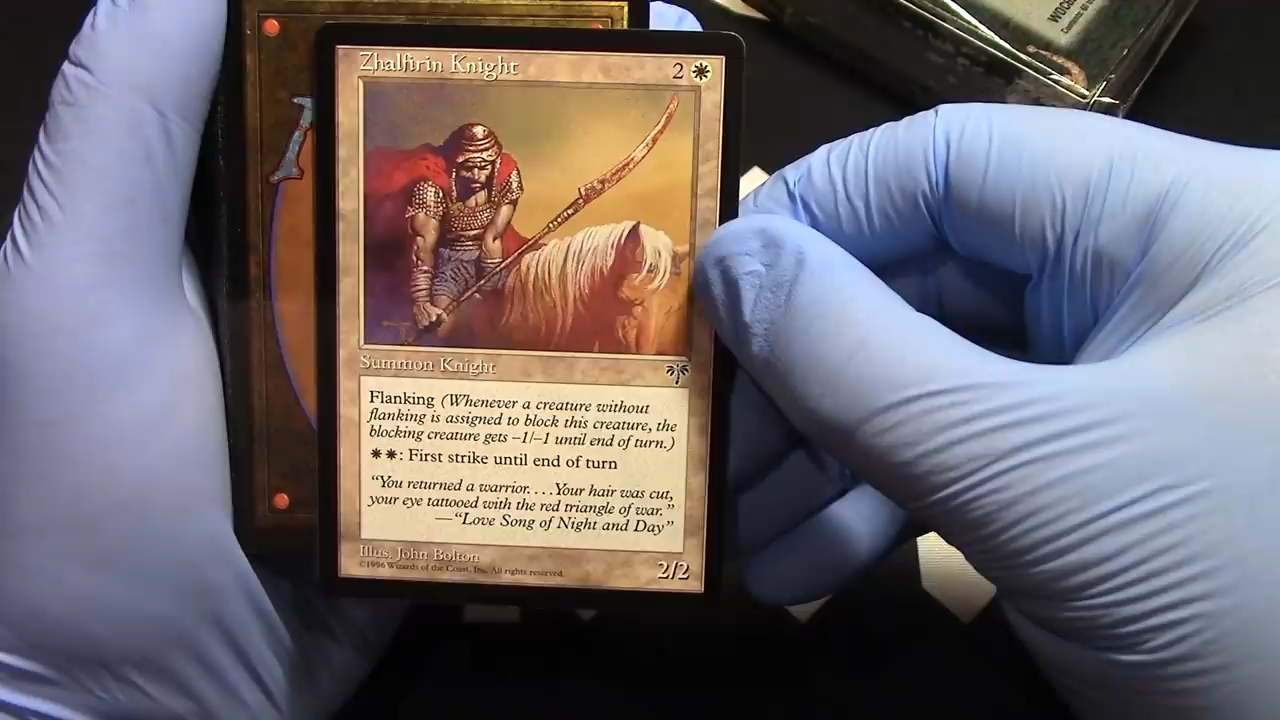 Zhalfirin Knight 2
Summon Knight
Flanking (Whenever a creature without
flanking is assigned to block this creature, the
blocking creature gets –1/–1 until end of turn.)
: First strike until end of turn
“You returned a warrior. . . . Your hair was cut,
your eye tattooed with the red triangle of war.”
—“Love Song of Night and Day”
Illus. John Bolton
©1996 Wizards of the Coast, Inc. All rights reserved.
2/2